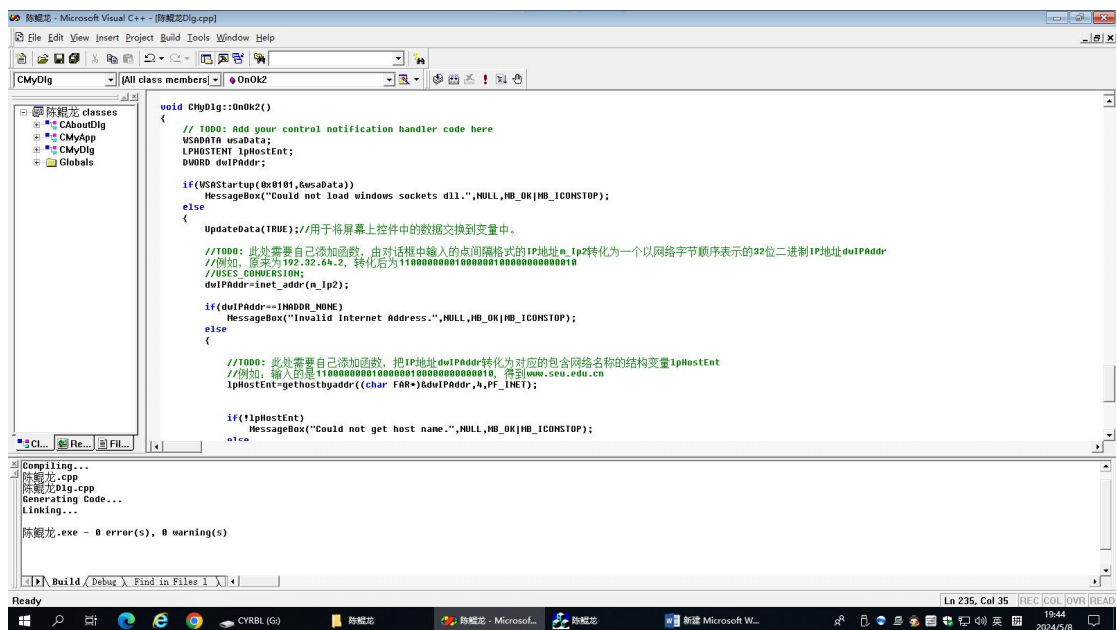 陈鲲龙 - Microsoft Visual C++ - [陈鲲龙Dlg.cpp]
File Edit View Insert Project Build Tools Window Help
CMyDlg [All class members] OnOk2
陈鲲龙 classes
CAboutDlg
CMyApp
CMyDlg
Globals
Cl... Re... Fil...
void CMyDlg::OnOk2()
{
// TODO: Add your control notification handler code here
WSADATA wsaData;
LPHOSTENT lpHostEnt;
DWORD dwIPAddr;
if(WSAStartup(0x0101,&wsaData))
MessageBox("Could not load windows sockets dll.",NULL,MB_OK|MB_ICONSTOP);
else
{
UpdateData(TRUE);//用于将屏幕上控件中的数据交换到变量中。
//TODO: 此处需要自己添加函数，由对话框中输入的点间隔格式的IP地址m_Ip2转化为一个以网络字节顺序表示的32位二进制IP地址dwIPAddr
//例如，原来为192.32.64.2，转化后为11000000001000000100000000000010
//USES_CONVERSION;
dwIPAddr=inet_addr(m_Ip2);
if(dwIPAddr==INADDR_NONE)
MessageBox("Invalid Internet Address.",NULL,MB_OK|MB_ICONSTOP);
else
{
//TODO: 此处需要自己添加函数，把IP地址dwIPAddr转化为对应的包含网络名称的结构变量lpHostEnt
//例如：输入的是11000000001000000100000000000010，得到www.seu.edu.cn
lpHostEnt=gethostbyaddr((char FAR*)&dwIPAddr,4,PF_INET);
if(!lpHostEnt)
MessageBox("Could not get host name.",NULL,MB_OK|MB_ICONSTOP);
else
Compiling...
陈鲲龙.cpp
陈鲲龙Dlg.cpp
Generating Code...
Linking...
陈鲲龙.exe - 0 error(s), 0 warning(s)
Build Debug Find in Files 1
Ready Ln 235, Col 35 REC COL OVR READ
CYRBL (G:) 陈鲲龙 陈鲲龙 - Microsof... 陈鲲龙 新建 Microsoft W... 英 19:44
2024/5/8